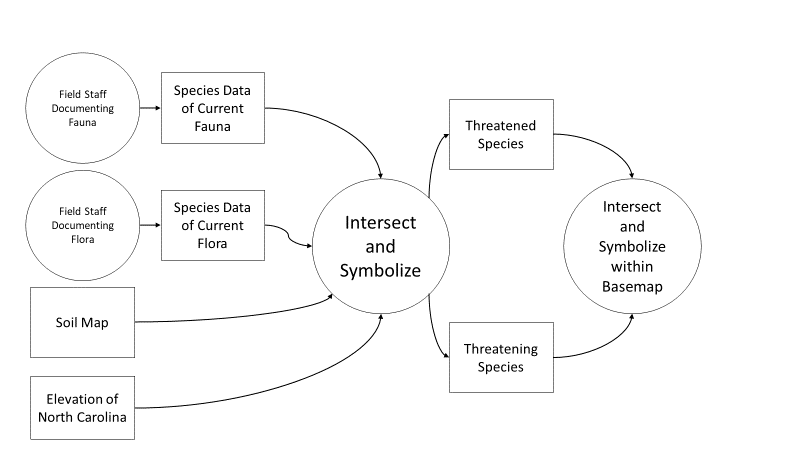 Field Staff
Documenting
Fauna
Species Data
of Current
Fauna
Field Staff
Documenting
Flora
Species Data
of Current
Flora
Soil Map
Elevation of
North Carolina
Intersect
and
Symbolize
Threatened
Species
Threatening
Species
Intersect
and
Symbolize
within
Basemap